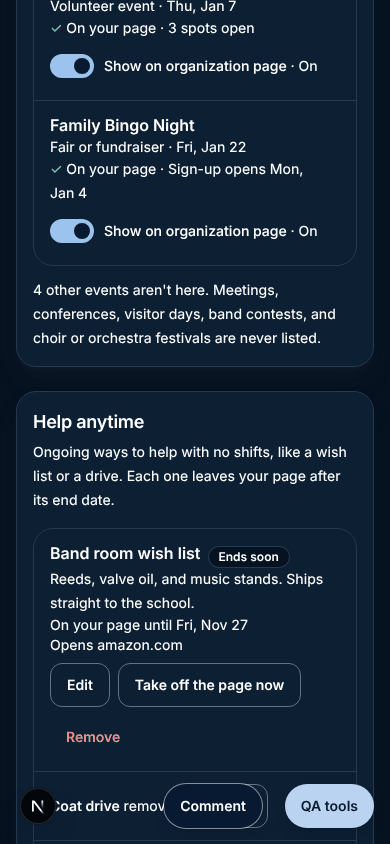 Volunteer event · Thu, Jan 7
✓ On your page · 3 spots open
Show on organization page · On
Family Bingo Night
Fair or fundraiser · Fri, Jan 22
✓ On your page · Sign-up opens Mon,
Jan 4
Show on organization page · On
4 other events aren't here. Meetings,
conferences, visitor days, band contests, and
choir or orchestra festivals are never listed.
Help anytime
Ongoing ways to help with no shifts, like a wish
list or a drive. Each one leaves your page after
its end date.
Band room wish list Ends soon
Reeds, valve oil, and music stands. Ships
straight to the school.
On your page until Fri, Nov 27
Opens amazon.com
Edit Take off the page now
Remove
N Coat drive Comment QA tools